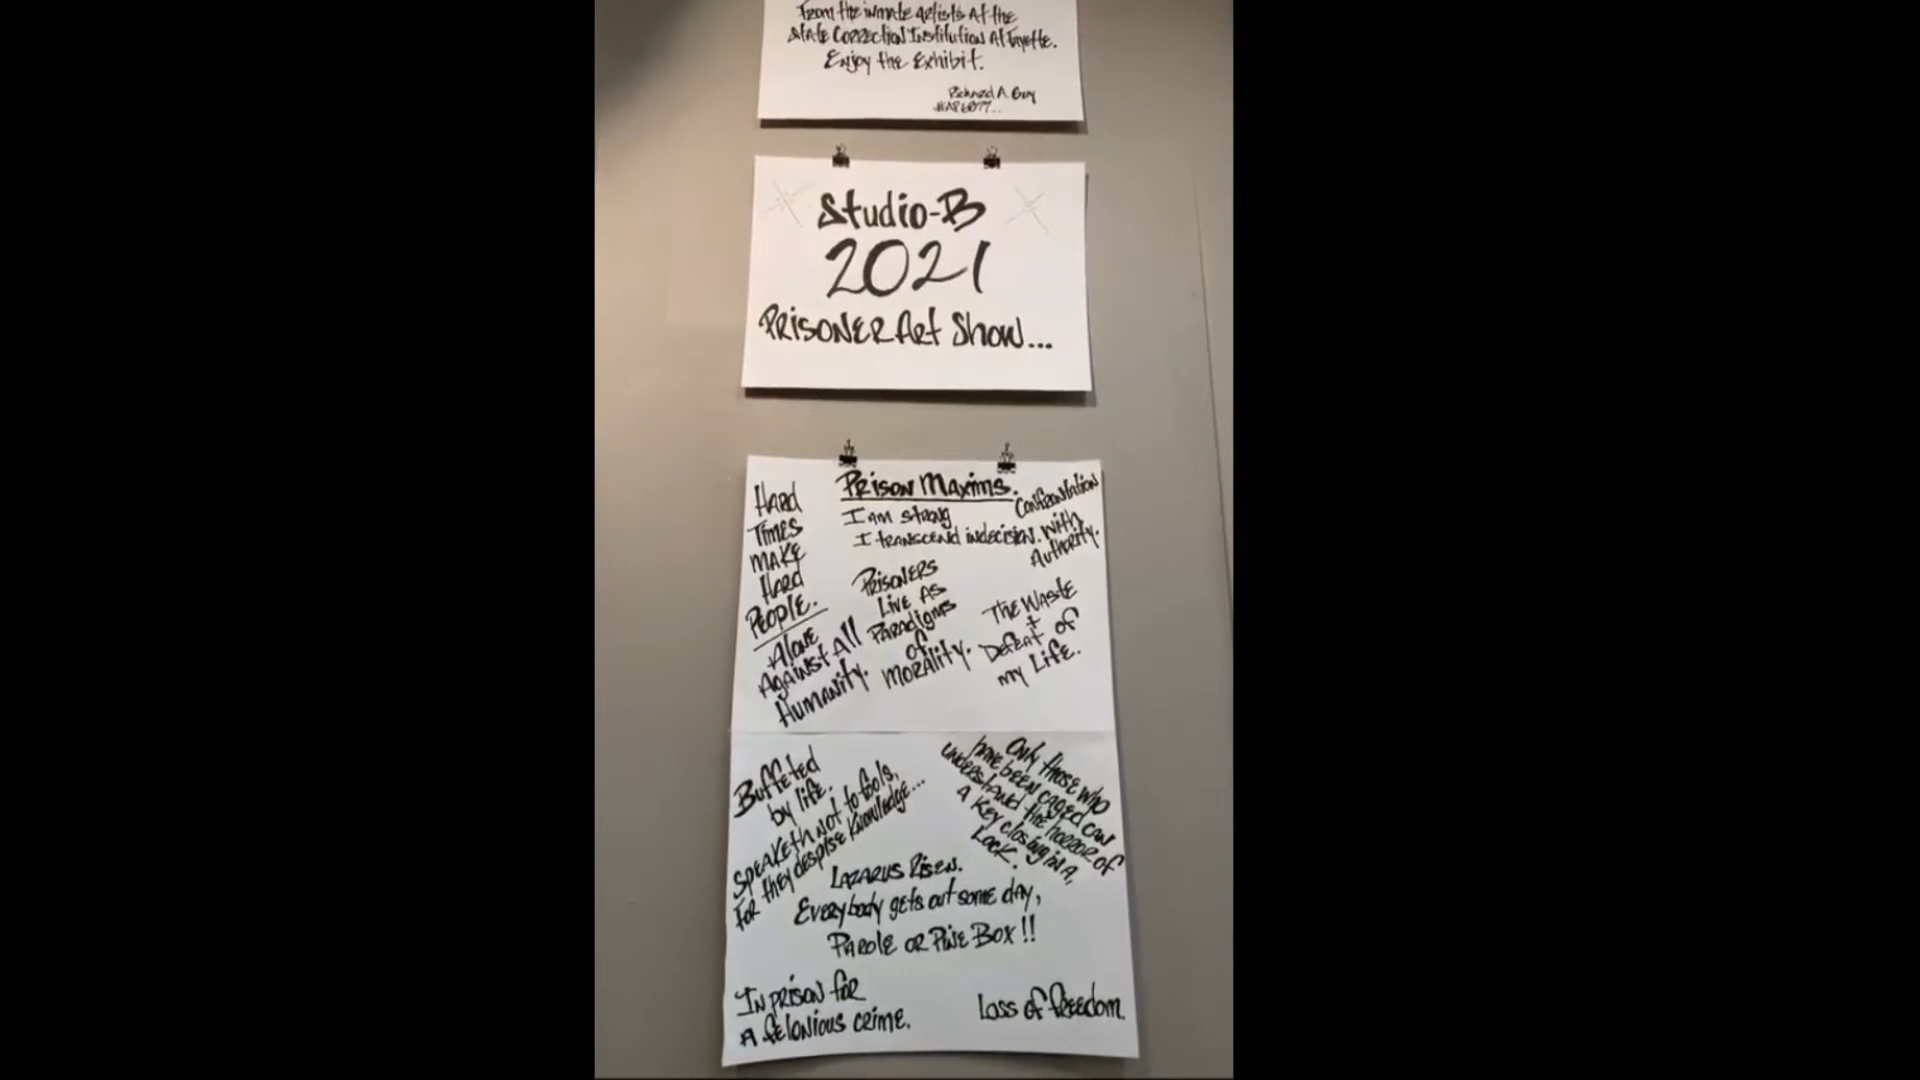 From the inmate Artists At the
State Correction Institution At Fayette.
Enjoy the Exhibit.
Richard A. Guy
Studio-B
2021
Prisoner Art Show...
Prison Maxims.
I Am strong
I transcend indecision.
Confrontation
With
Authority.
Hard
Times
Make
Hard
People.
Prisoners
Live As
Paradigms
of
Morality.
The Waste
+
Defeat of
my Life.
Alone
Against All
Humanity.
Buffeted
by life.
Speaketh not to fools,
For they despise Knowledge...
Only those who
have been caged can
understand the horror of
A Key closing in A,
Lock.
Lazarus Risen.
Everybody gets out some day,
Parole or Pine Box!!
In prison for
A felonious crime.
Loss of freedom.